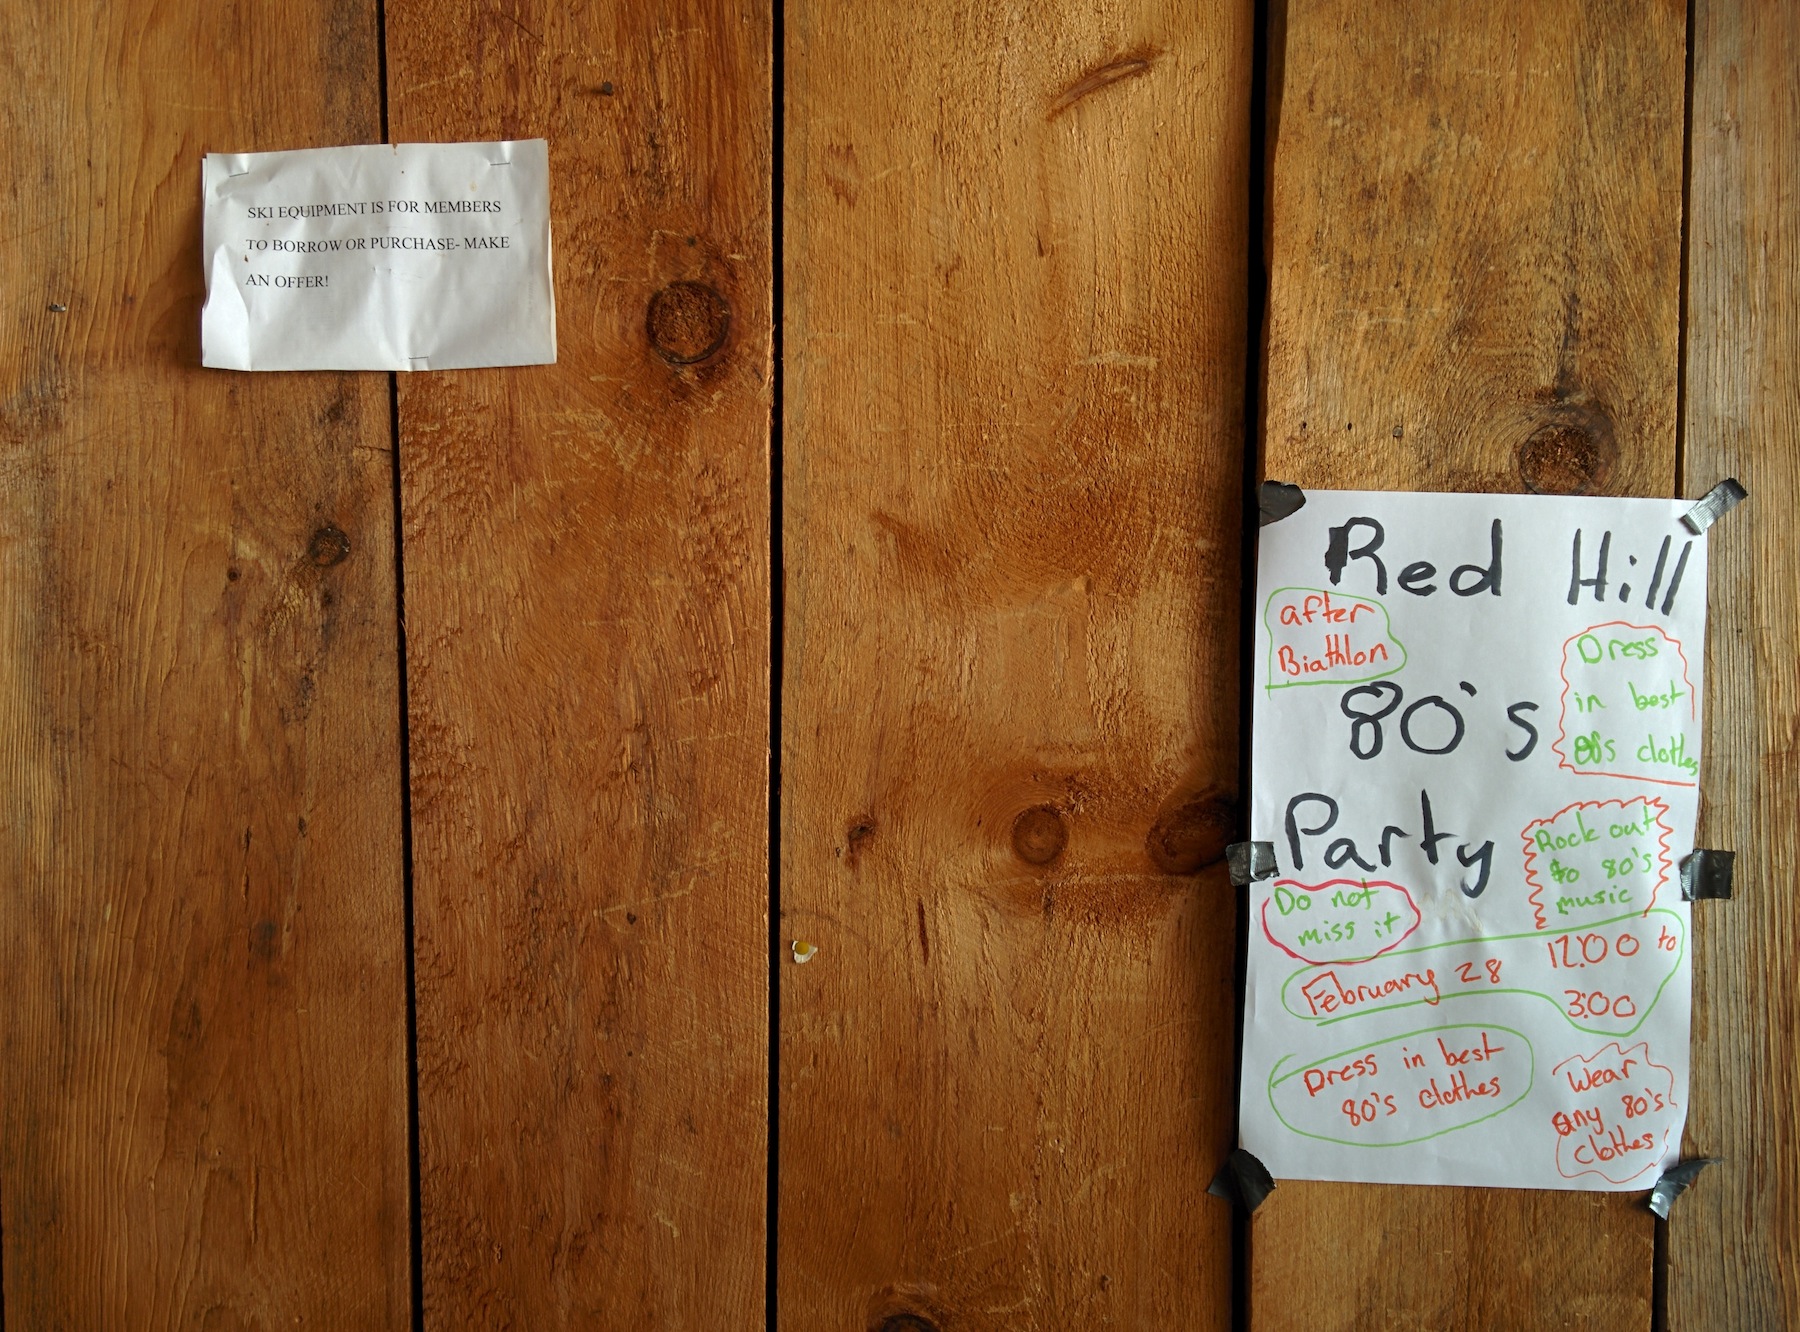 SKI EQUIPMENT IS FOR MEMBERS
TO BORROW OR PURCHASE- MAKE
AN OFFER!
Red Hill
after
Biathlon
80's
Dress
in best
80's clothes
Party
Rock out
to 80's
music
Do not
miss it
February 28
12:00 to
3:00
Dress in best
80's clothes
Wear
any 80's
clothes